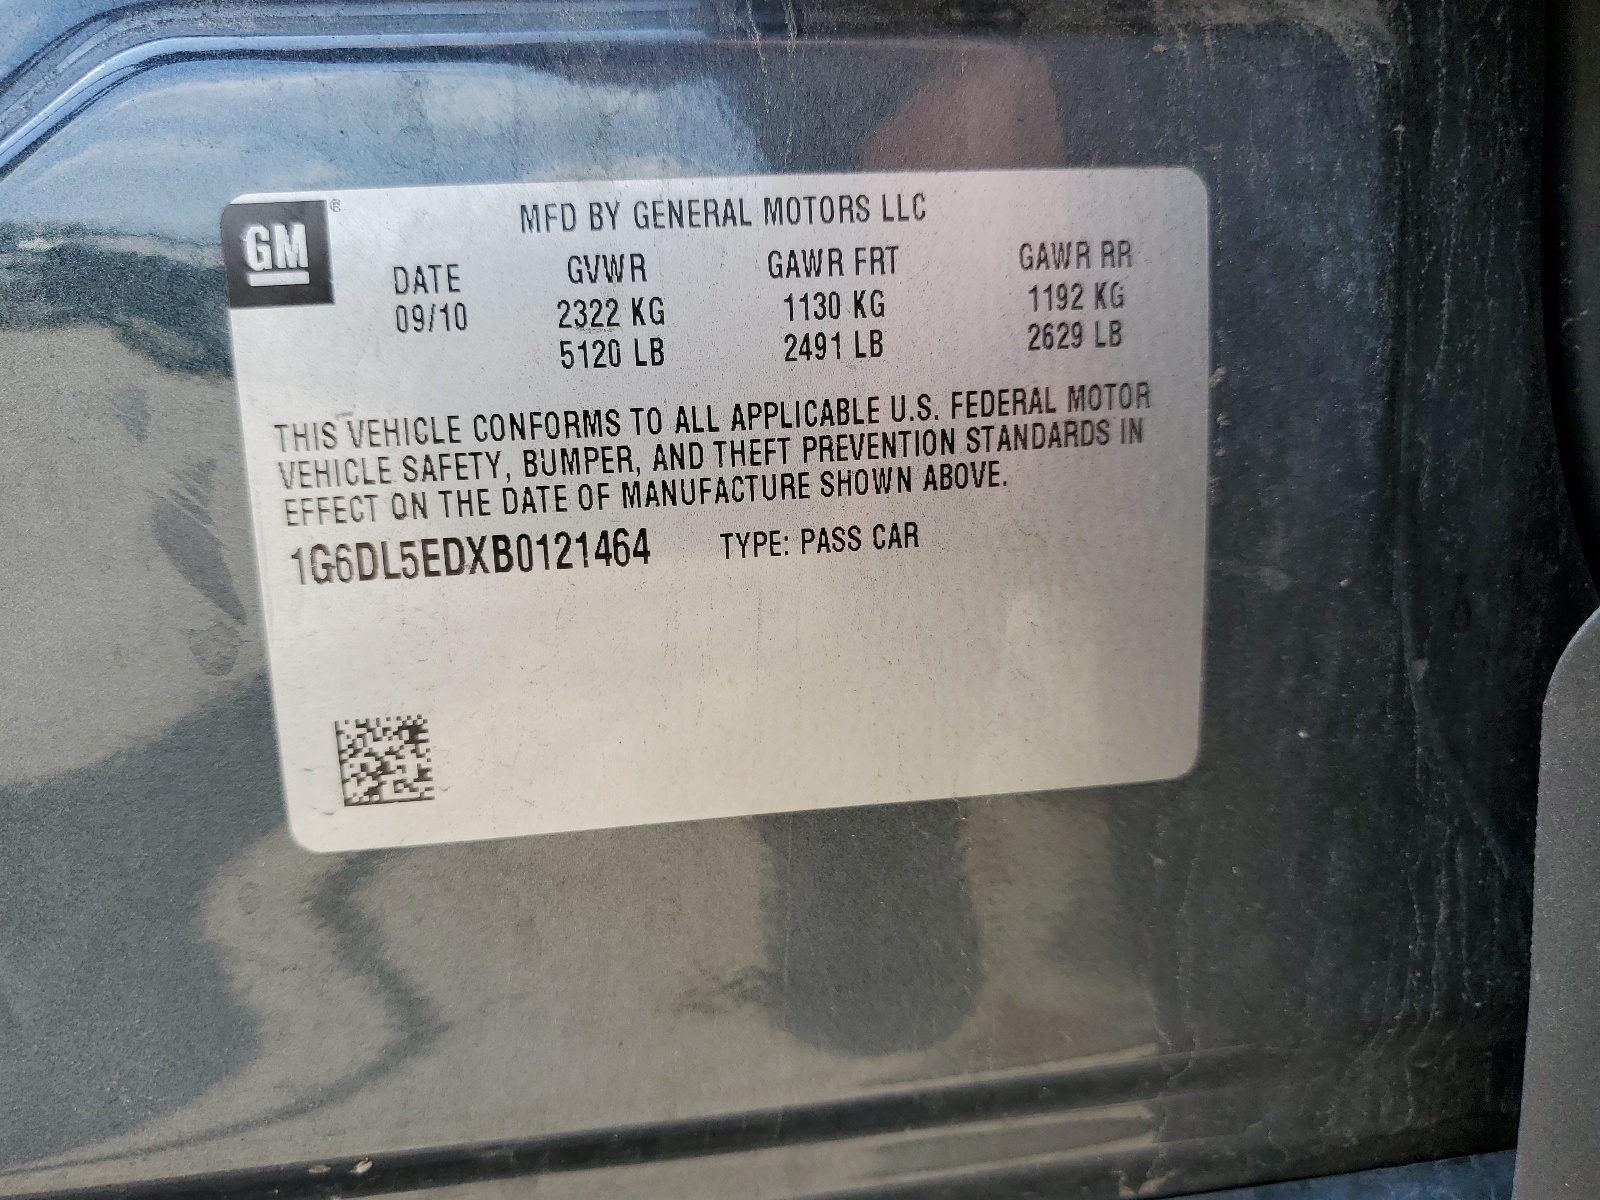 GM®
MFD BY GENERAL MOTORS LLC
DATE GVWR GAWR FRT GAWR RR
09/10 2322 KG 1130 KG 1192 KG
5120 LB 2491 LB 2629 LB
THIS VEHICLE CONFORMS TO ALL APPLICABLE U.S. FEDERAL MOTOR
VEHICLE SAFETY, BUMPER, AND THEFT PREVENTION STANDARDS IN
EFFECT ON THE DATE OF MANUFACTURE SHOWN ABOVE.
1G6DL5EDXB0121464 TYPE: PASS CAR